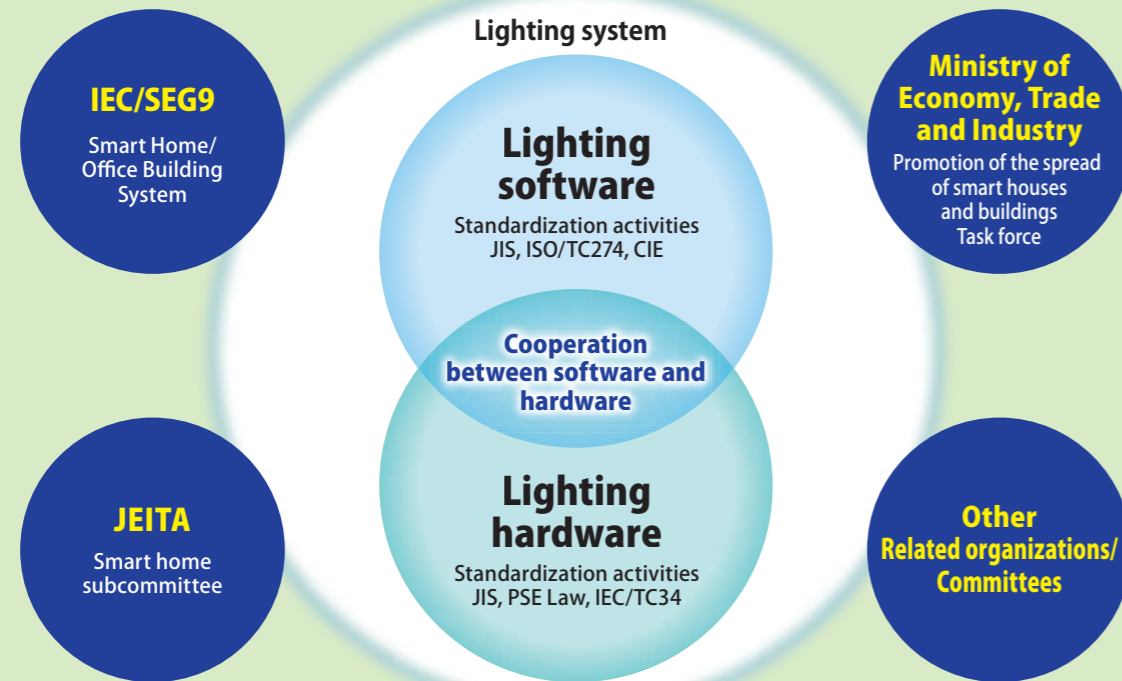 Lighting system
IEC/SEG9
Smart Home/
Office Building
System
Lighting
software
Standardization activities
JIS, ISO/TC274, CIE
Ministry of
Economy, Trade
and Industry
Promotion of the spread
of smart houses
and buildings
Task force
Cooperation
between software and
hardware
JEITA
Smart home
subcommittee
Lighting
hardware
Standardization activities
JIS, PSE Law, IEC/TC34
Other
Related organizations/
Committees